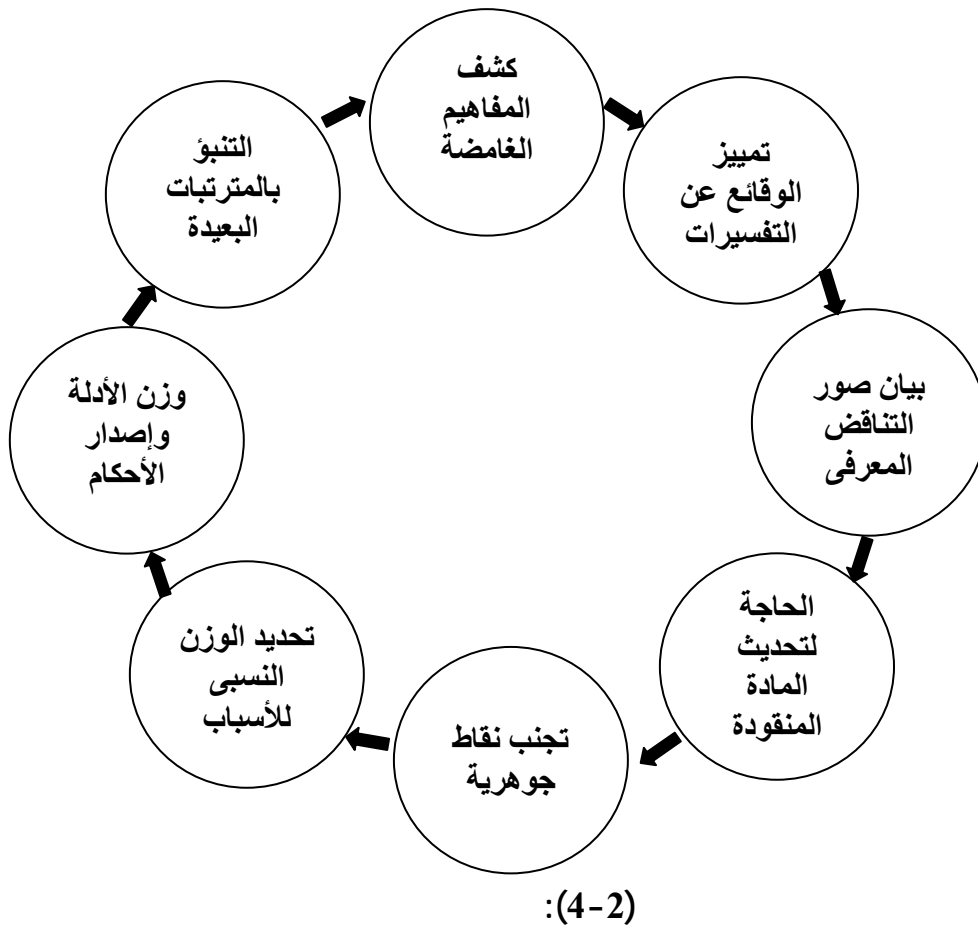 كشف
المفاهيم
الغامضة
تمييز
الوقائع عن
التفسيرات
بيان صور
التناقض
المعرفى
الحاجة
لتحديث
المادة
المنقودة
تجنب نقاط
جوهرية
تحديد الوزن
النسبى
للأسباب
وزن الأدلة
وإصدار
الأحكام
التنبؤ
بالمترتبات
البعيدة
(4-2):